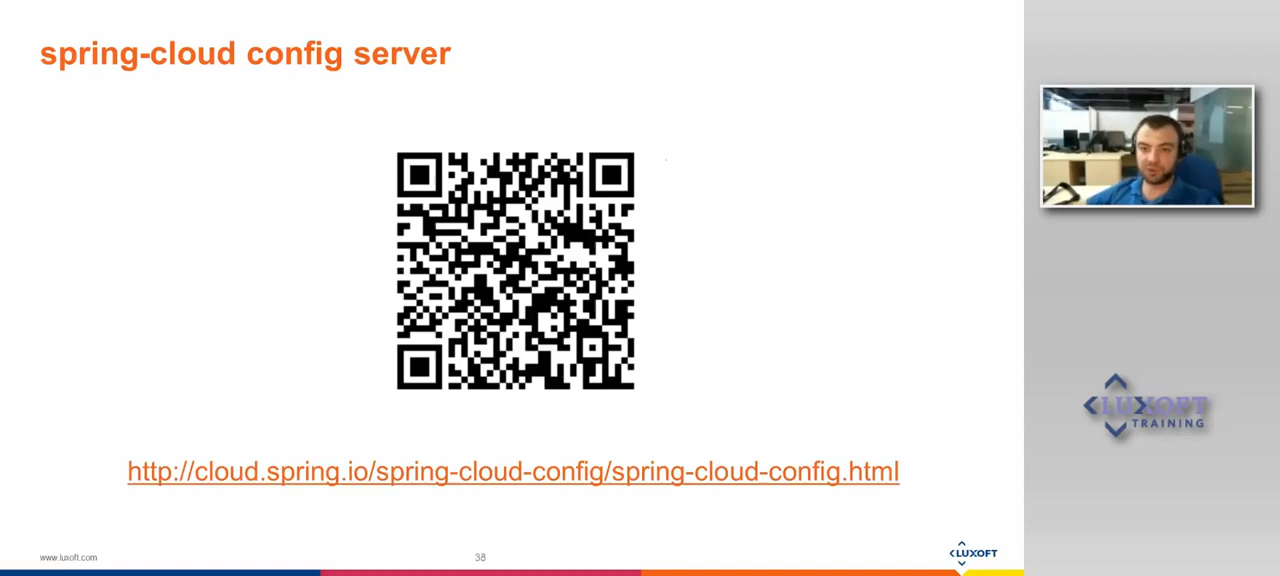 spring-cloud config server
http://cloud.spring.io/spring-cloud-config/spring-cloud-config.html
www.luxoft.com
38
LUXOFT
LUXOFT
TRAINING